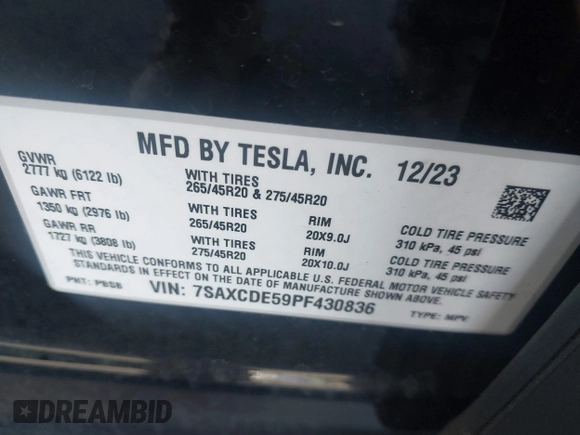 MFD BY TESLA, INC. 12/23
GVWR
2777 kg (6122 lb)
WITH TIRES
265/45R20 & 275/45R20
GAWR FRT
1350 kg (2976 lb)
WITH TIRES
265/45R20
RIM
20X9.0J
COLD TIRE PRESSURE
310 kPa, 45 psi
GAWR RR
1727 kg (3808 lb)
WITH TIRES
275/45R20
RIM
20X10.0J
COLD TIRE PRESSURE
310 kPa, 45 psi
THIS VEHICLE CONFORMS TO ALL APPLICABLE U.S. FEDERAL MOTOR VEHICLE SAFETY
STANDARDS IN EFFECT ON THE DATE OF MANUFACTURE SHOWN ABOVE.
PNT: PBSB
VIN: 7SAXCDE59PF430836
TYPE: MPV
DREAMBID